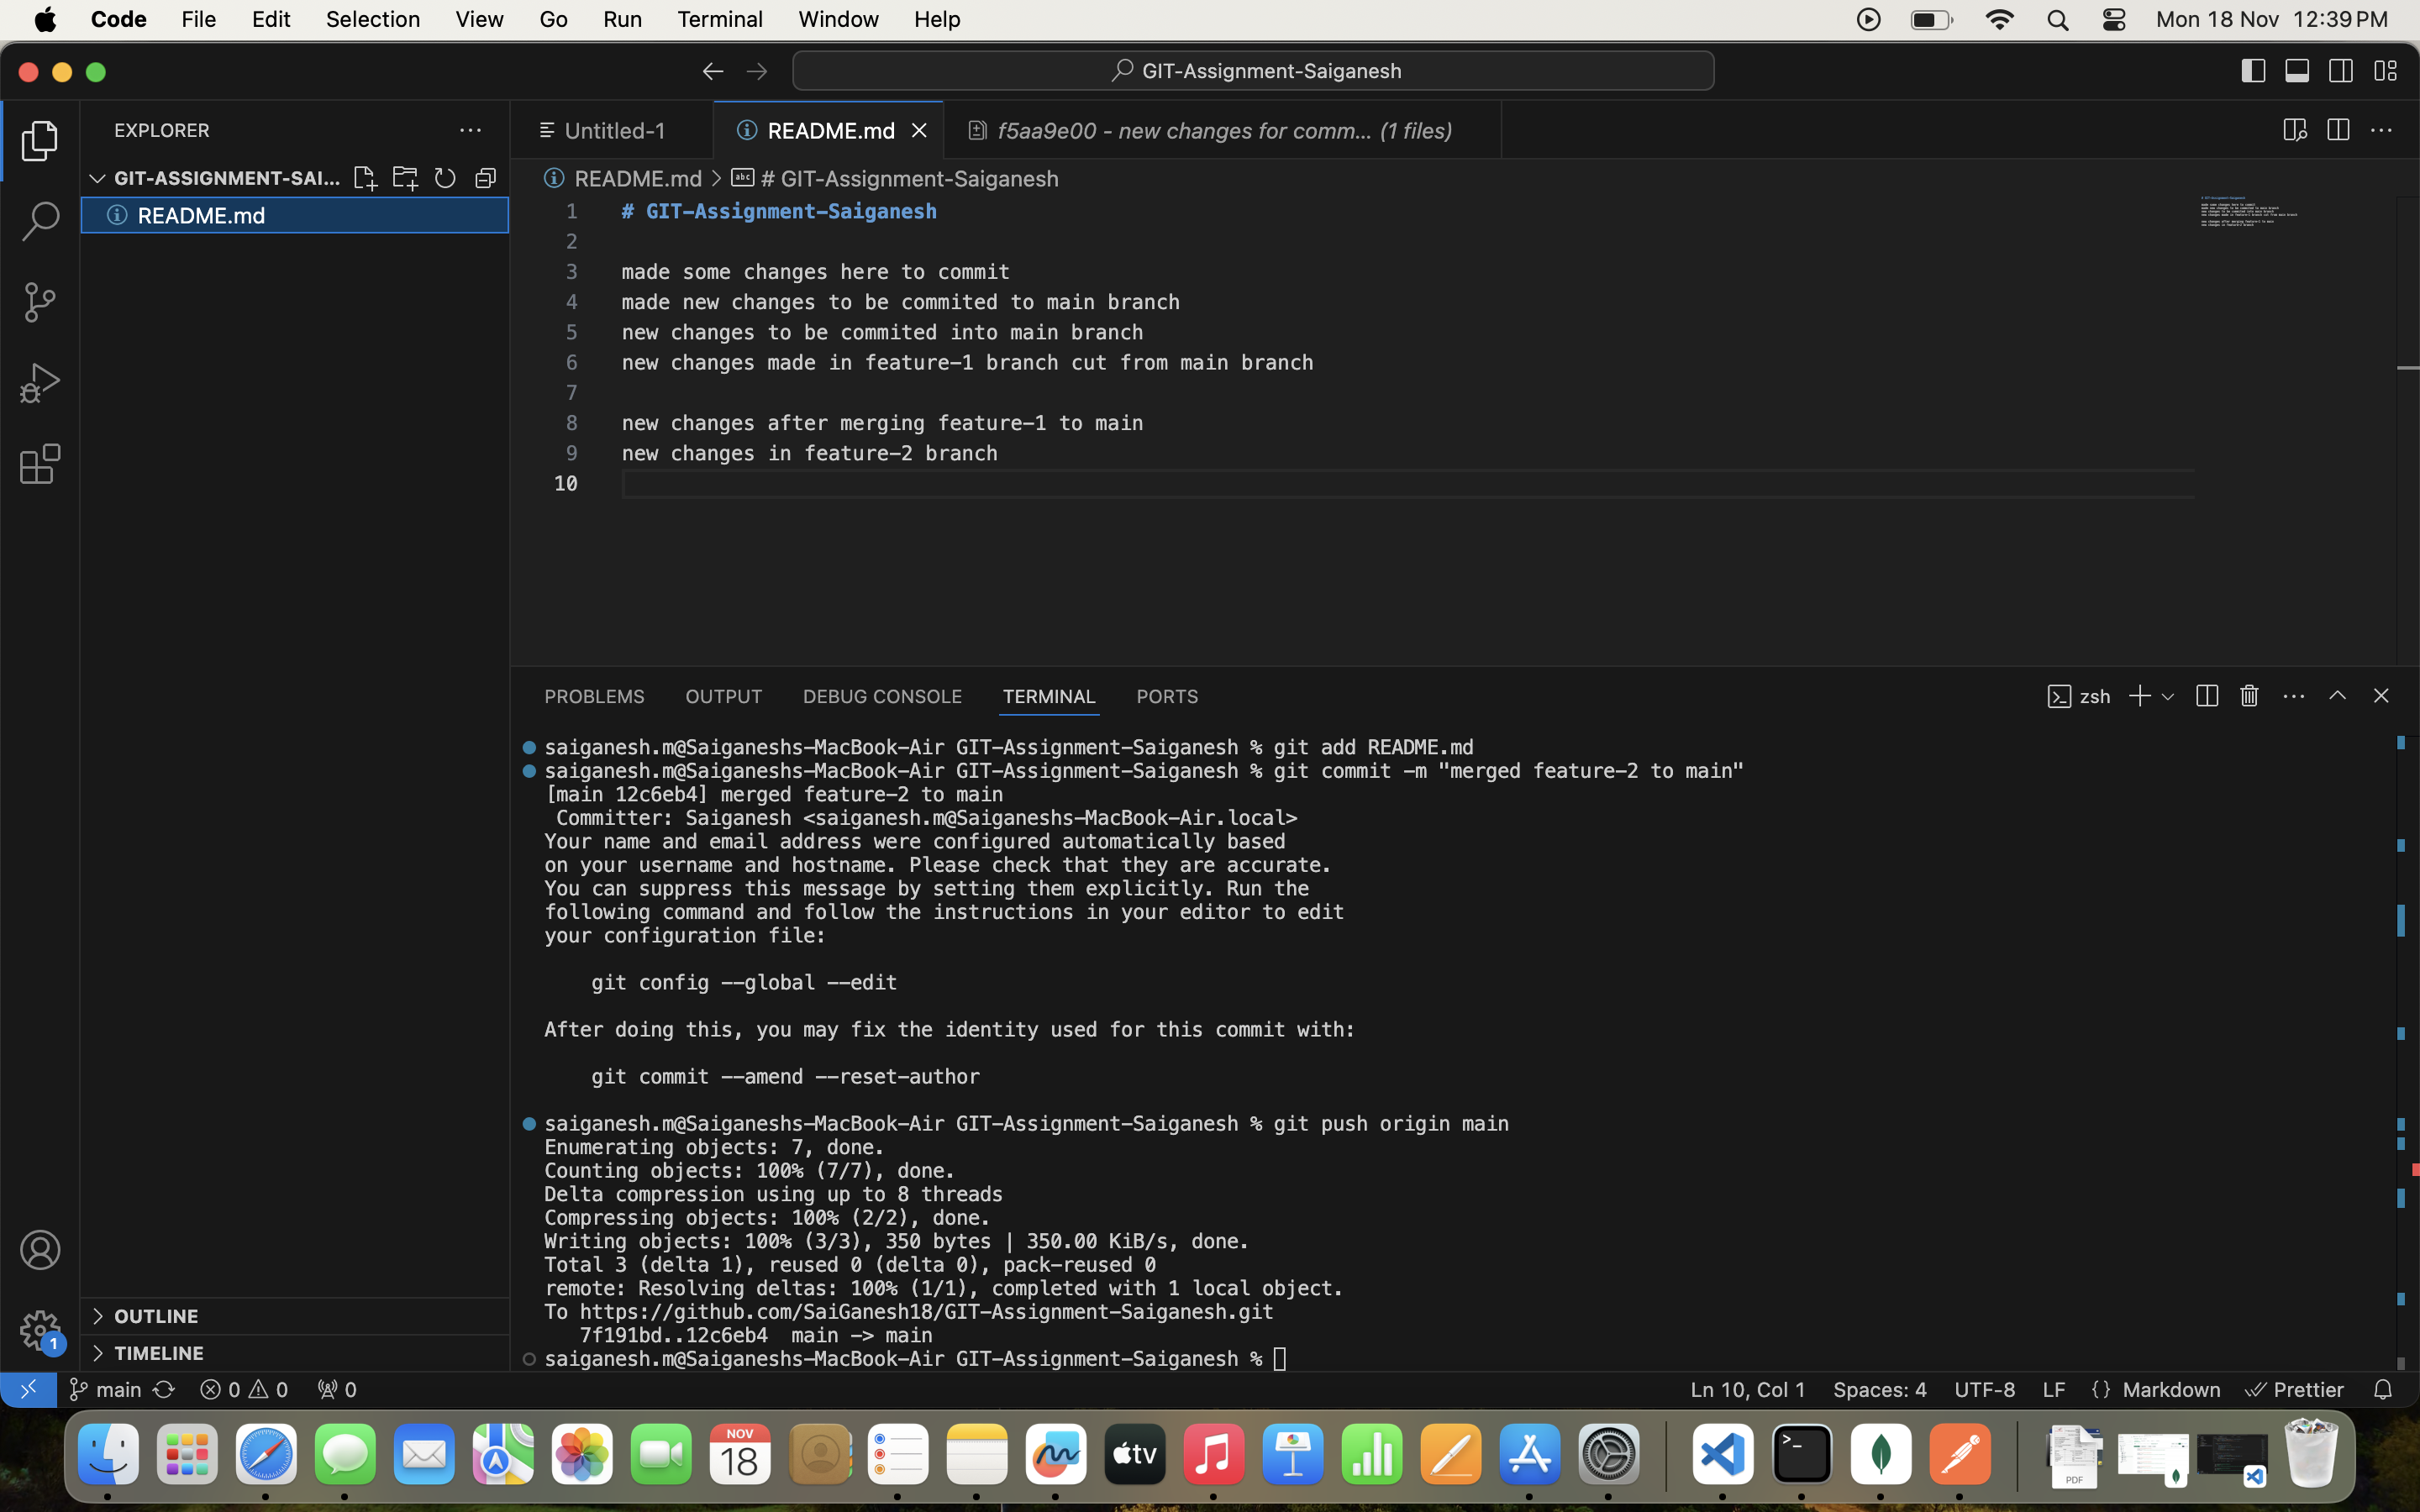 Code File Edit Selection View Go Run Terminal Window Help Mon 18 Nov 12:39 PM
GIT-Assignment-Saiganesh
EXPLORER
GIT-ASSIGNMENT-SAI...
README.md
Untitled-1 README.md f5aa9e00 - new changes for comm... (1 files)
README.md > # GIT-Assignment-Saiganesh
1 # GIT-Assignment-Saiganesh
2
3 made some changes here to commit
4 made new changes to be commited to main branch
5 new changes to be commited into main branch
6 new changes made in feature-1 branch cut from main branch
7
8 new changes after merging feature-1 to main
9 new changes in feature-2 branch
10
PROBLEMS OUTPUT DEBUG CONSOLE TERMINAL PORTS zsh
saiganesh.m@Saiganeshs-MacBook-Air GIT-Assignment-Saiganesh % git add README.md
saiganesh.m@Saiganeshs-MacBook-Air GIT-Assignment-Saiganesh % git commit -m "merged feature-2 to main"
[main 12c6eb4] merged feature-2 to main
Committer: Saiganesh <saiganesh.m@Saiganeshs-MacBook-Air.local>
Your name and email address were configured automatically based
on your username and hostname. Please check that they are accurate.
You can suppress this message by setting them explicitly. Run the
following command and follow the instructions in your editor to edit
your configuration file:
git config --global --edit
After doing this, you may fix the identity used for this commit with:
git commit --amend --reset-author
saiganesh.m@Saiganeshs-MacBook-Air GIT-Assignment-Saiganesh % git push origin main
Enumerating objects: 7, done.
Counting objects: 100% (7/7), done.
Delta compression using up to 8 threads
Compressing objects: 100% (2/2), done.
Writing objects: 100% (3/3), 350 bytes | 350.00 KiB/s, done.
Total 3 (delta 1), reused 0 (delta 0), pack-reused 0
remote: Resolving deltas: 100% (1/1), completed with 1 local object.
To https://github.com/SaiGanesh18/GIT-Assignment-Saiganesh.git
7f191bd..12c6eb4 main -> main
saiganesh.m@Saiganeshs-MacBook-Air GIT-Assignment-Saiganesh %
OUTLINE
TIMELINE
1
main 0 0 0 Ln 10, Col 1 Spaces: 4 UTF-8 LF {} Markdown Prettier
NOV
18
tv
PDF